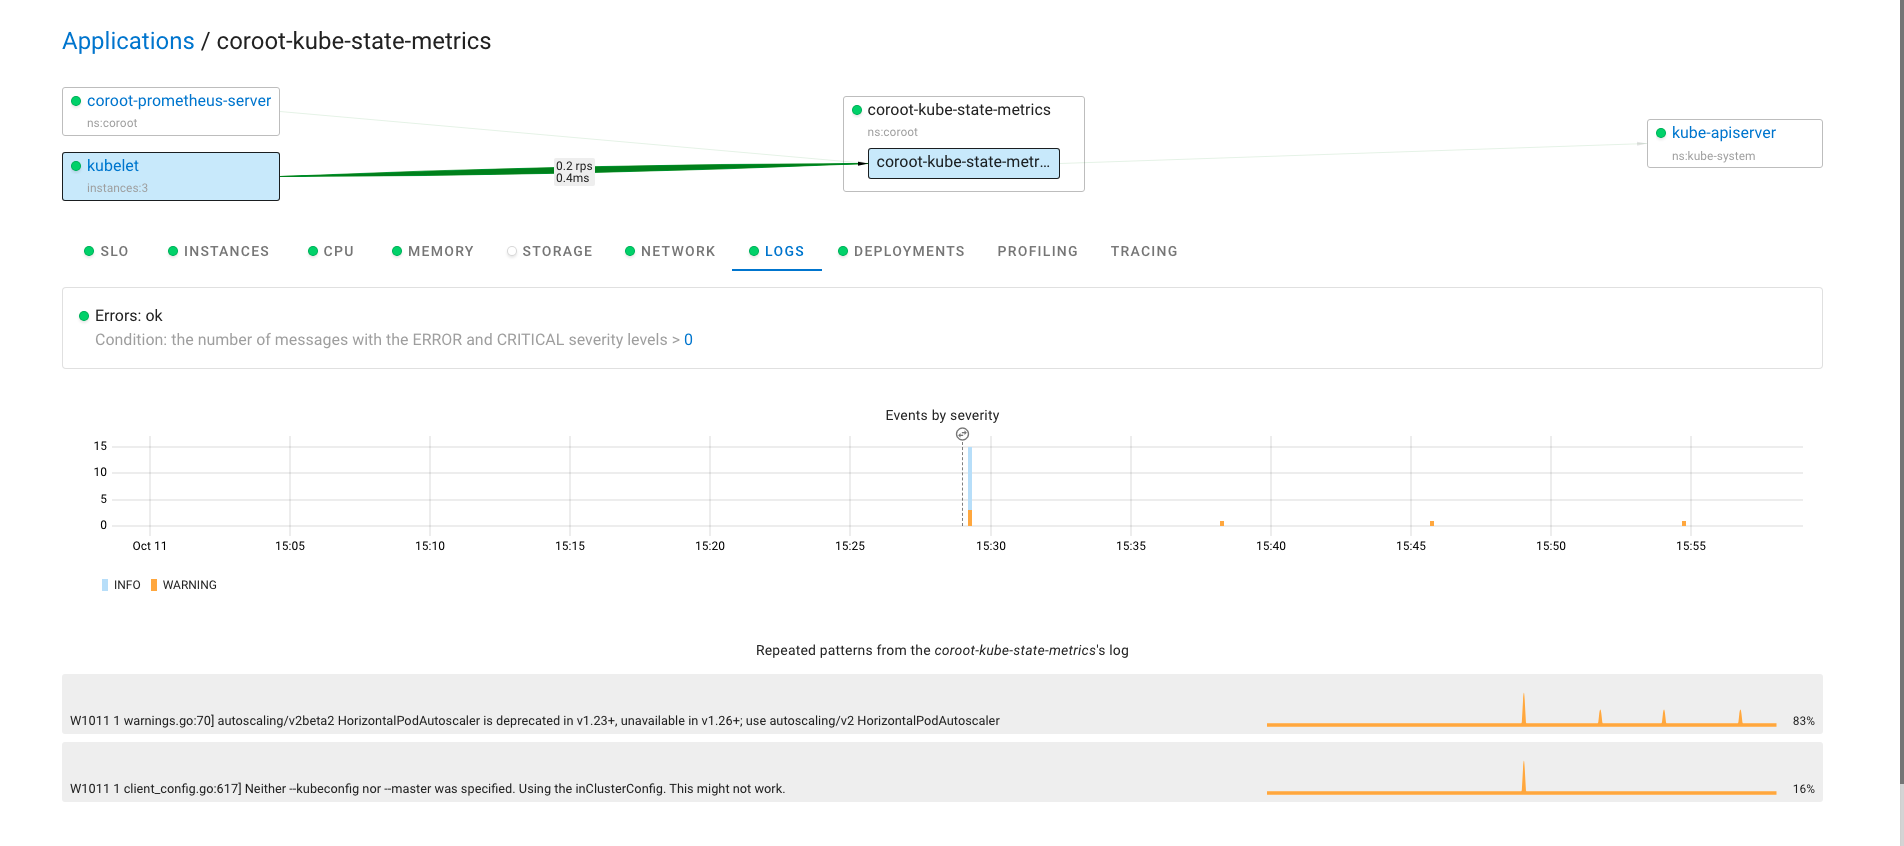 Applications / coroot-kube-state-metrics
coroot-prometheus-server
ns:coroot
kubelet
instances:3
0.2 rps
0.4ms
coroot-kube-state-metrics
ns:coroot
coroot-kube-state-metr...
kube-apiserver
ns:kube-system
SLO INSTANCES CPU MEMORY STORAGE NETWORK LOGS DEPLOYMENTS PROFILING TRACING
Errors: ok
Condition: the number of messages with the ERROR and CRITICAL severity levels > 0
Events by severity
15
10
5
0
Oct 11 15:05 15:10 15:15 15:20 15:25 15:30 15:35 15:40 15:45 15:50 15:55
INFO WARNING
Repeated patterns from the coroot-kube-state-metrics's log
W1011 1 warnings.go:70] autoscaling/v2beta2 HorizontalPodAutoscaler is deprecated in v1.23+, unavailable in v1.26+; use autoscaling/v2 HorizontalPodAutoscaler 83%
W1011 1 client_config.go:617] Neither --kubeconfig nor --master was specified. Using the inClusterConfig. This might not work. 16%